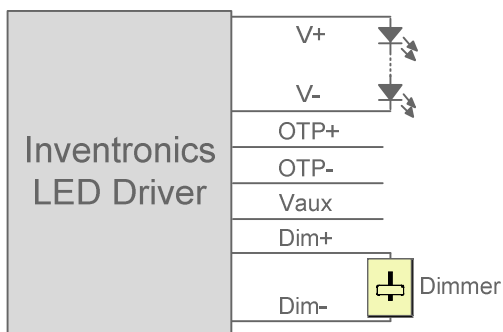 V+
V-
Inventronics
LED Driver
OTP+
OTP-
Vaux
Dim+
Dimmer
Dim-